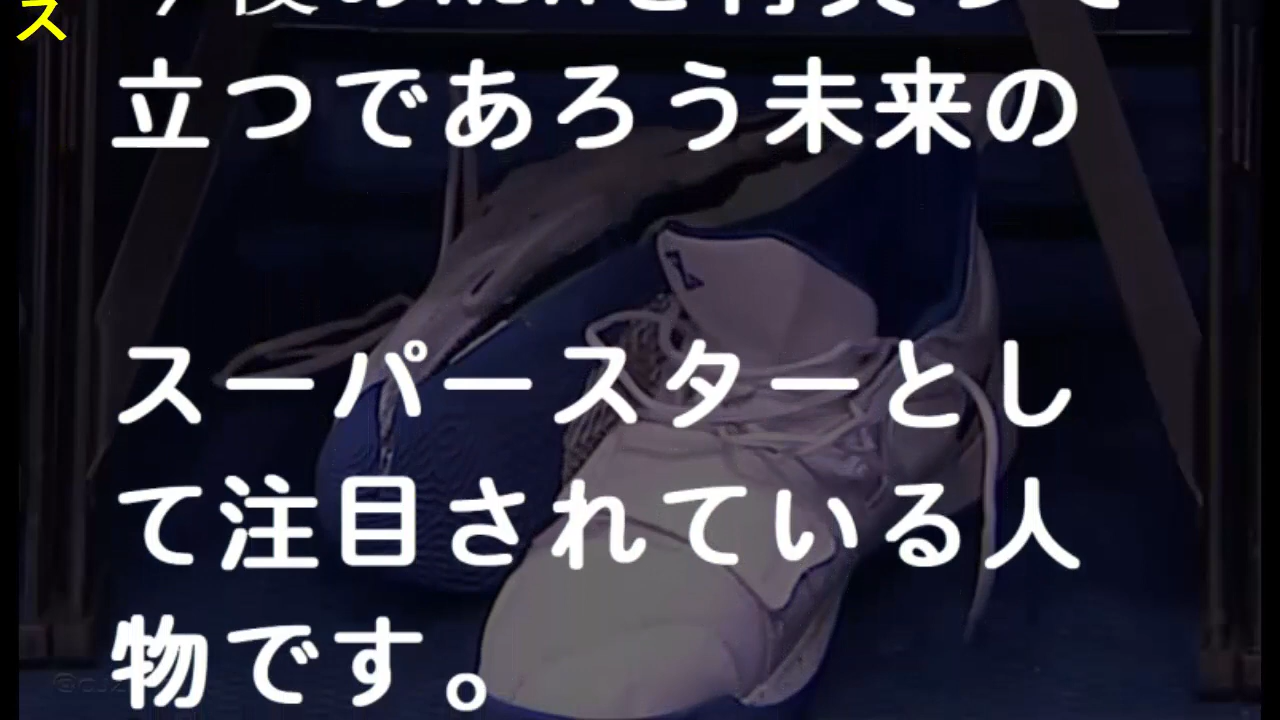 ス
立つであろう未来の
スーパースターとし
て注目されている人
物です。